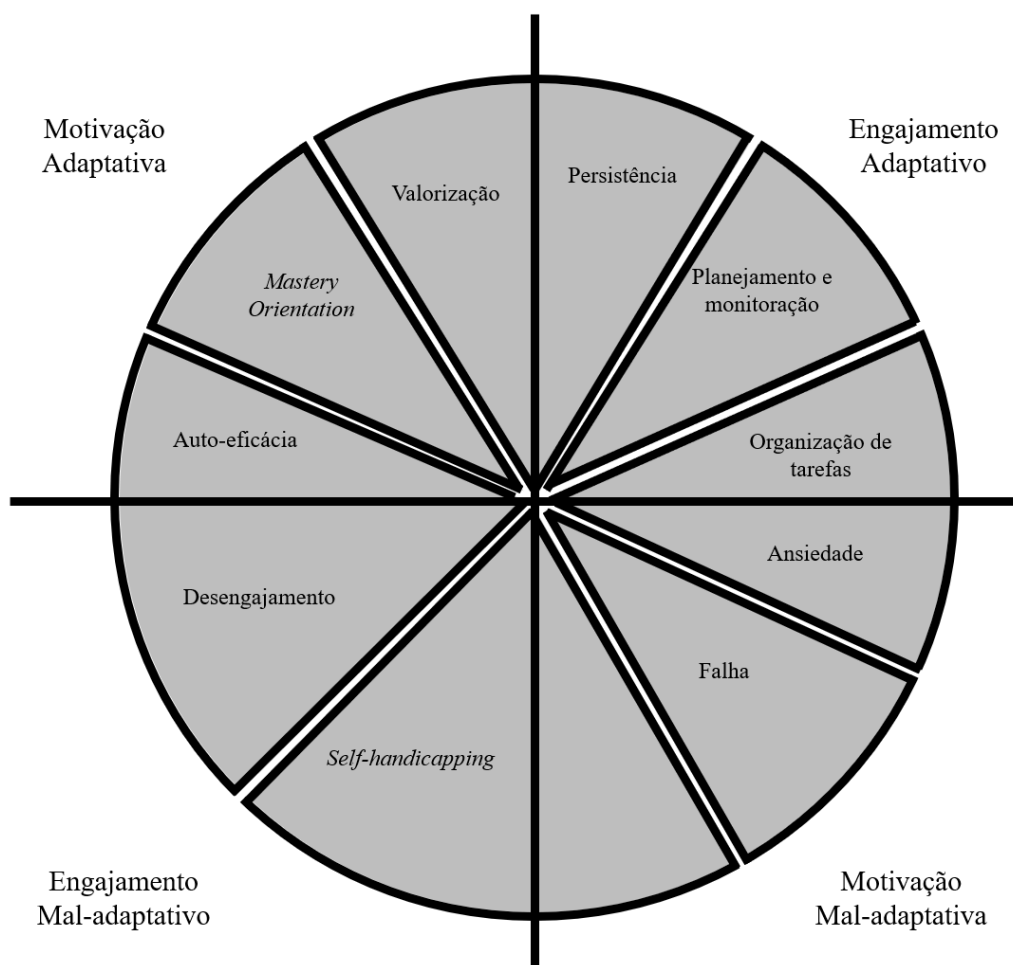 Motivação
Adaptativa
Engajamento
Adaptativo
Valorização
Persistência
Mastery
Orientation
Planejamento e
monitoração
Auto-eficácia
Organização de
tarefas
Desengajamento
Ansiedade
Falha
Self-handicapping
Engajamento
Mal-adaptativo
Motivação
Mal-adaptativa